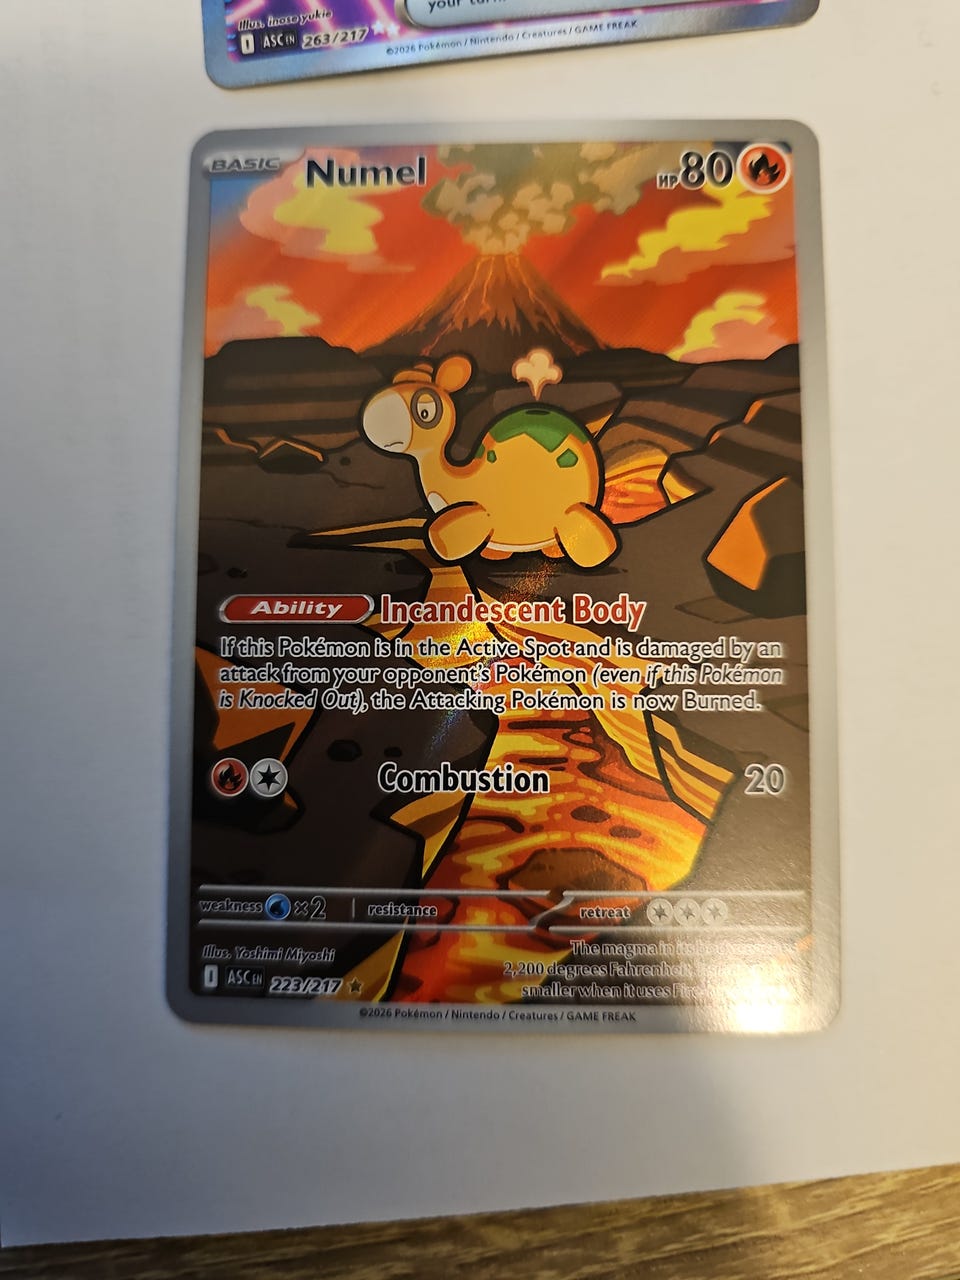 your turn.
Illus. inose yukie
I ASC EN 263/217 ★★
©2026 Pokémon / Nintendo / Creatures / GAME FREAK
BASIC Numel HP 80
Ability Incandescent Body
If this Pokémon is in the Active Spot and is damaged by an
attack from your opponent's Pokémon (even if this Pokémon
is Knocked Out), the Attacking Pokémon is now Burned.
Combustion 20
weakness ×2 resistance retreat
Illus. Yoshimi Miyoshi
I ASC EN 223/217 ★
The magma in its
2,200 degrees Fahrenheit.
smaller when it uses Fire
©2026 Pokémon / Nintendo / Creatures / GAME FREAK